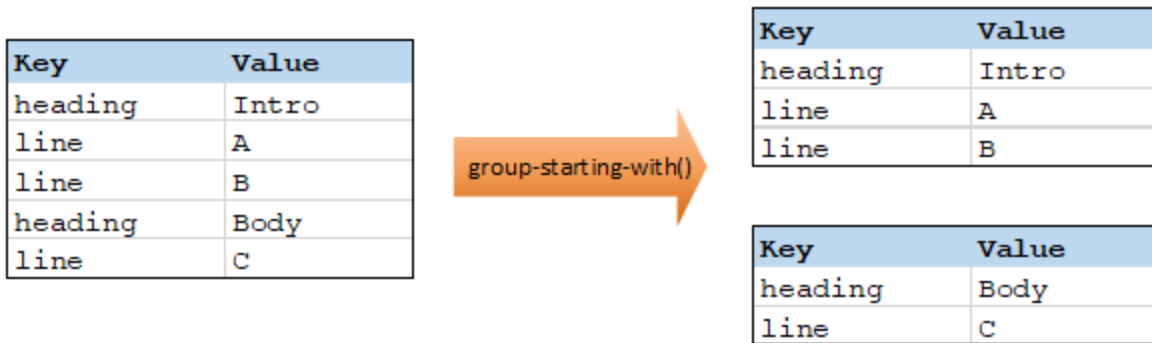 Key Value
heading Intro
line A
line B
heading Body
line C
group-starting-with()
Key Value
heading Intro
line A
line B
Key Value
heading Body
line C